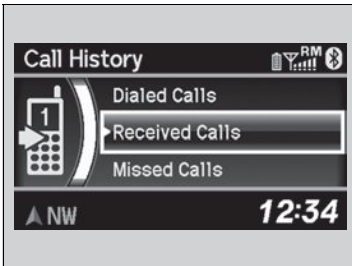 Call History
RM
1
Dialed Calls
Received Calls
Missed Calls
NW
12:34